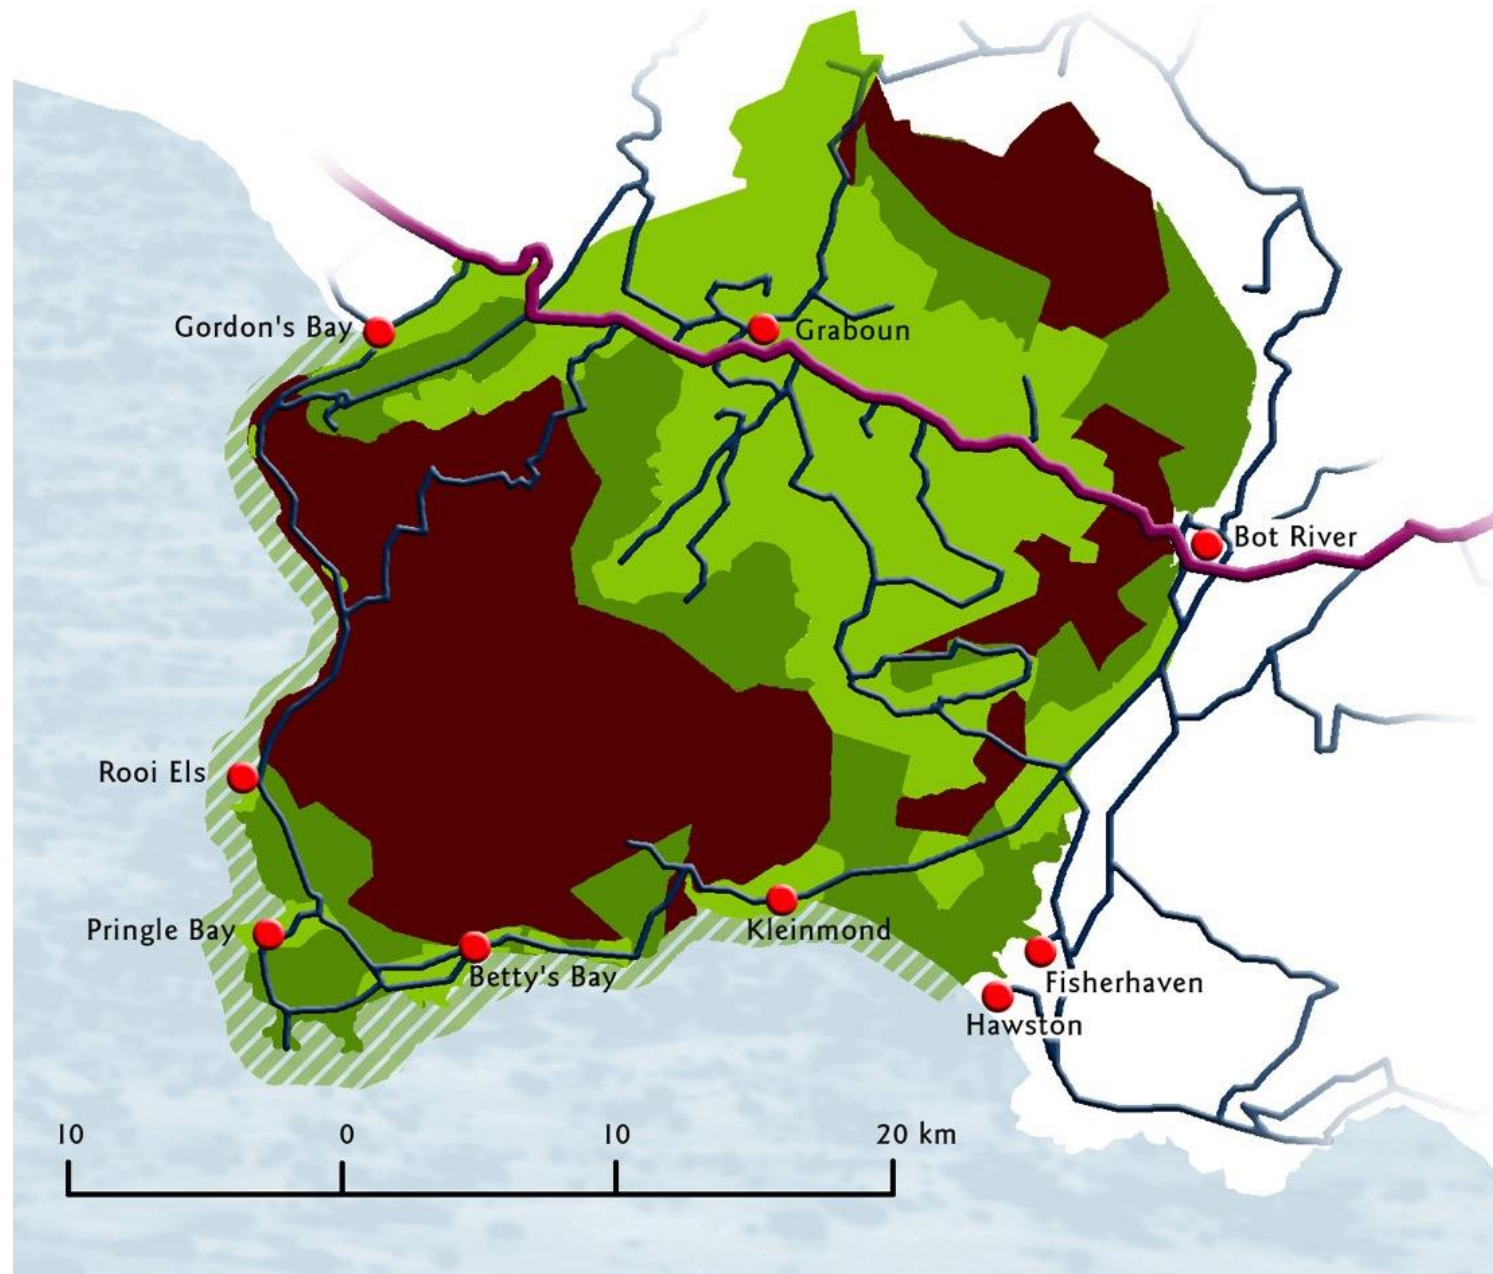 Gordon's Bay
Graboun
Bot River
Rooi Els
Pringle Bay
Kleinmond
Betty's Bay
Fisherhaven
Hawston
10 0 10 20 km